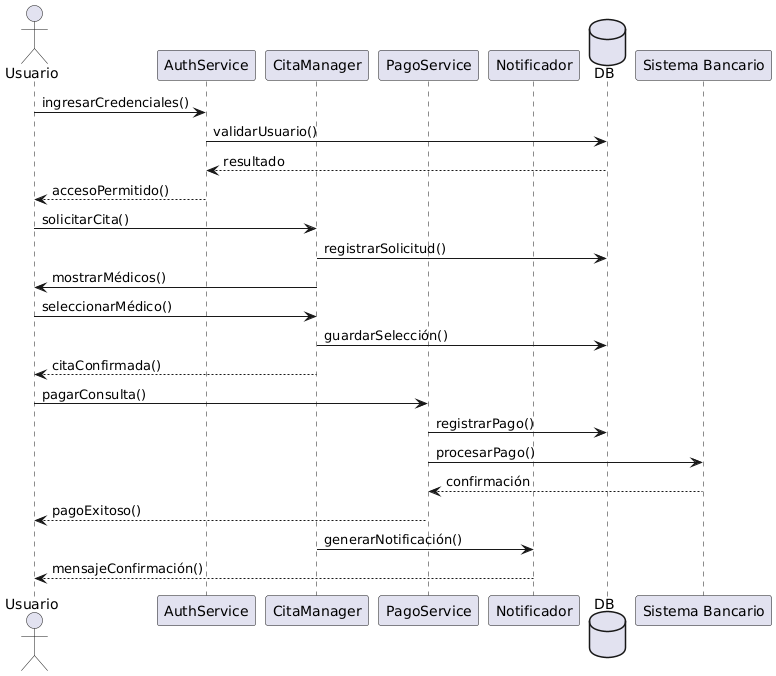 Usuario
AuthService
CitaManager
PagoService
Notificador
DB
Sistema Bancario
ingresarCredenciales()
validarUsuario()
resultado
accesoPermitido()
solicitarCita()
registrarSolicitud()
mostrarMédicos()
seleccionarMédico()
guardarSelección()
citaConfirmada()
pagarConsulta()
registrarPago()
procesarPago()
confirmación
pagoExitoso()
generarNotificación()
mensajeConfirmación()
Usuario
AuthService
CitaManager
PagoService
Notificador
DB
Sistema Bancario